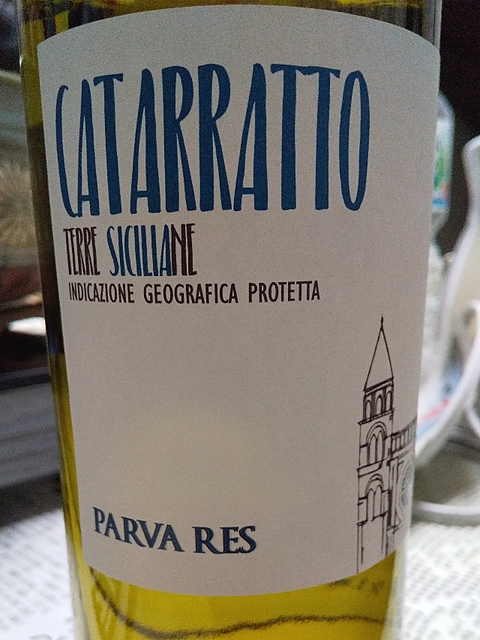 CATARRATTO
TERRE SICILIANE
INDICAZIONE GEOGRAFICA PROTETTA
PARVA RES